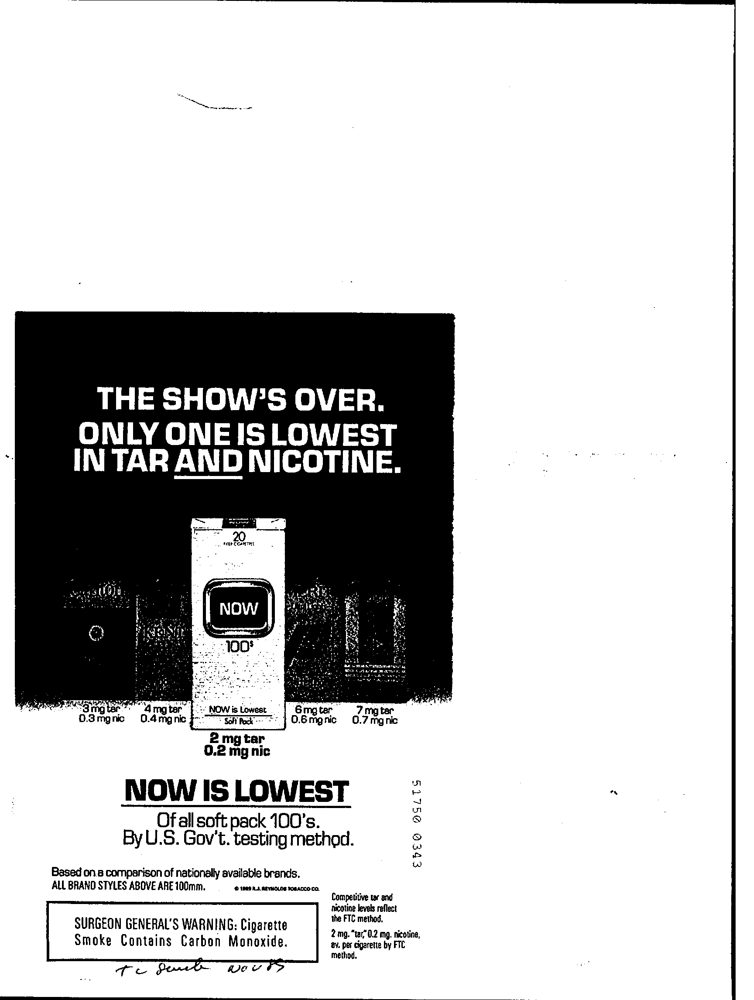 THE SHOW'S OVER.
ONLY ONE IS LOWEST
IN TAR AND NICOTINE.
20
NOW
100's
NOW is Lowest
Soft Pack
3 mg tar
0.3 mg nic
4 mg tar
0.4 mg nic
6 mg tar
0.6 mg nic
7 mg tar
0.7 mg nic
2 mg tar
0.2 mg nic
NOW IS LOWEST
Of all soft pack 100's.
By U.S. Gov't. testing method.
51750 0343
Based on a comparison of nationally available brands.
ALL BRAND STYLES ABOVE ARE 100mm.
R.J. REYNOLDS TOBACCO CO.
Competitive tar and
nicotine levels reflect
the FTC method.
2 mg. "tar," 0.2 mg. nicotine,
av. per cigarette by FTC
method.
SURGEON GENERAL'S WARNING: Cigarette
Smoke Contains Carbon Monoxide.